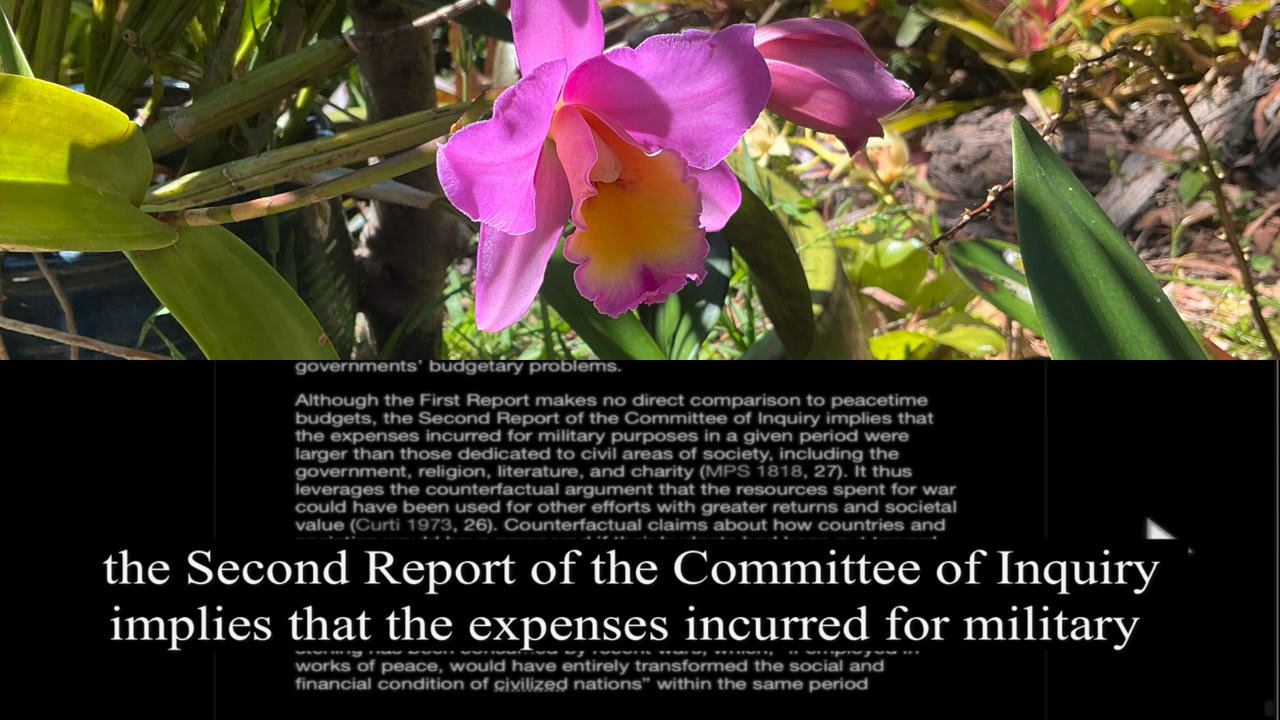 governments’ budgetary problems.
Although the First Report makes no direct comparison to peacetime
budgets, the Second Report of the Committee of Inquiry implies that
the expenses incurred for military purposes in a given period were
larger than those dedicated to civil areas of society, including the
government, religion, literature, and charity (MPS 1818, 27). It thus
leverages the counterfactual argument that the resources spent for war
could have been used for other efforts with greater returns and societal
value (Curti 1973, 26). Counterfactual claims about how countries and
the Second Report of the Committee of Inquiry
implies that the expenses incurred for military
works of peace, would have entirely transformed the social and
financial condition of civilized nations” within the same period